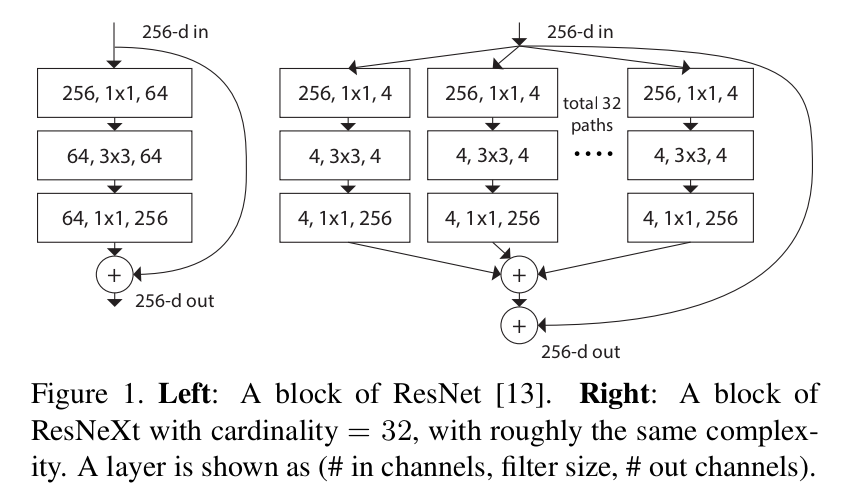 256-d in
256, 1x1, 64
64, 3x3, 64
64, 1x1, 256
+
256-d out
256-d in
256, 1x1, 4
256, 1x1, 4
total 32
paths
256, 1x1, 4
4, 3x3, 4
4, 3x3, 4
....
4, 3x3, 4
4, 1x1, 256
4, 1x1, 256
4, 1x1, 256
+
+
256-d out
Figure 1. Left: A block of ResNet [13]. Right: A block of
ResNeXt with cardinality = 32, with roughly the same complex-
ity. A layer is shown as (# in channels, filter size, # out channels).